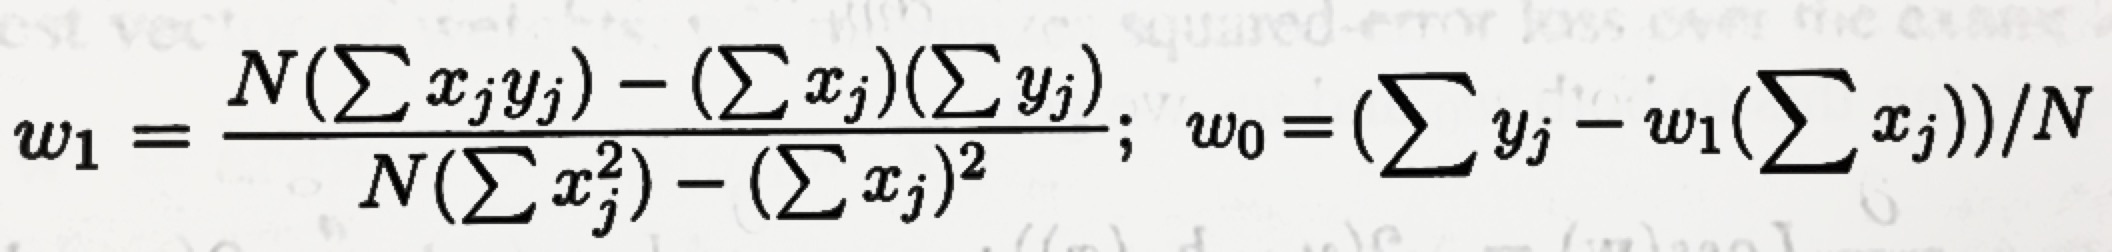 w_1 = \frac{N(\sum x_j y_j) - (\sum x_j)(\sum y_j)}{N(\sum x_j^2) - (\sum x_j)^2}; w_0 = (\sum y_j - w_1(\sum x_j))/N